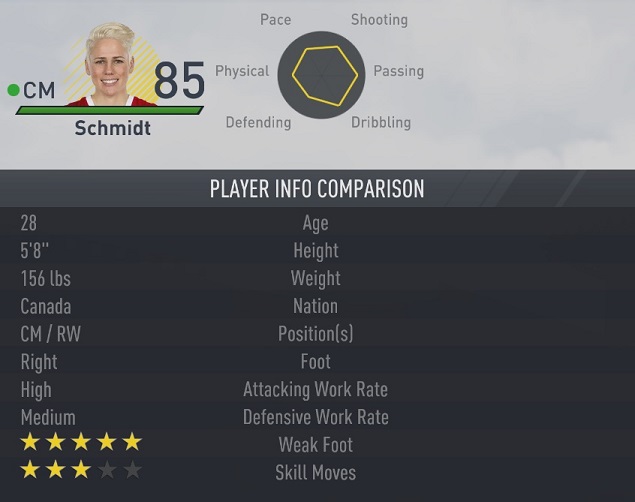 Pace Shooting
CM 85 Physical Passing
Schmidt Defending Dribbling
PLAYER INFO COMPARISON
28 Age
5'8" Height
156 lbs Weight
Canada Nation
CM / RW Position(s)
Right Foot
High Attacking Work Rate
Medium Defensive Work Rate
Weak Foot
Skill Moves